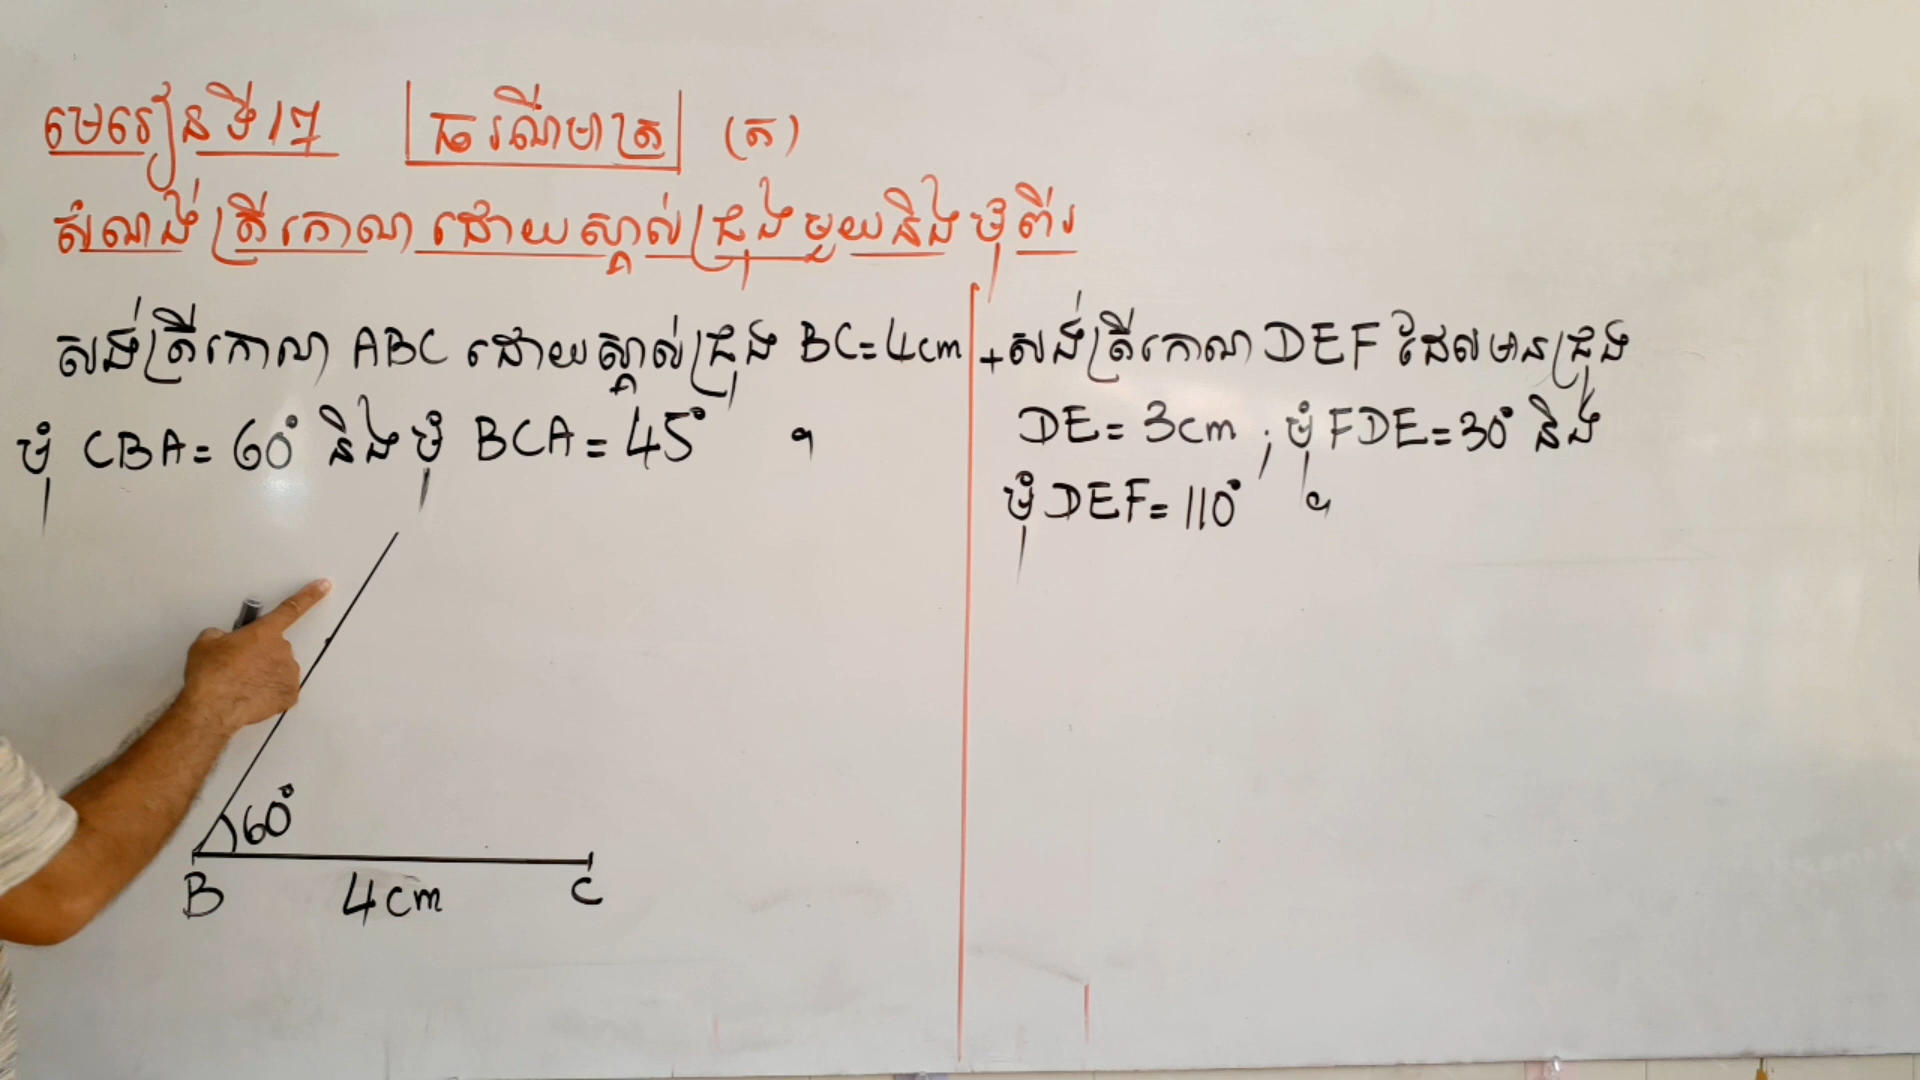 មេរៀនទី17 ធរណីមាត្រ (ត)
សំណង់ត្រីកោណដោយស្គាល់ជ្រុងមួយនិងមុំពីរ
សង់ត្រីកោណ ABC ដោយស្គាល់ជ្រុង BC=4cm
មុំ CBA=60° និងមុំ BCA=45° ។
+សង់ត្រីកោណ DEF ដែលមានជ្រុង
DE=3cm ; មុំ FDE=30° និង
មុំ DEF=110° ។
60°
B 4cm C